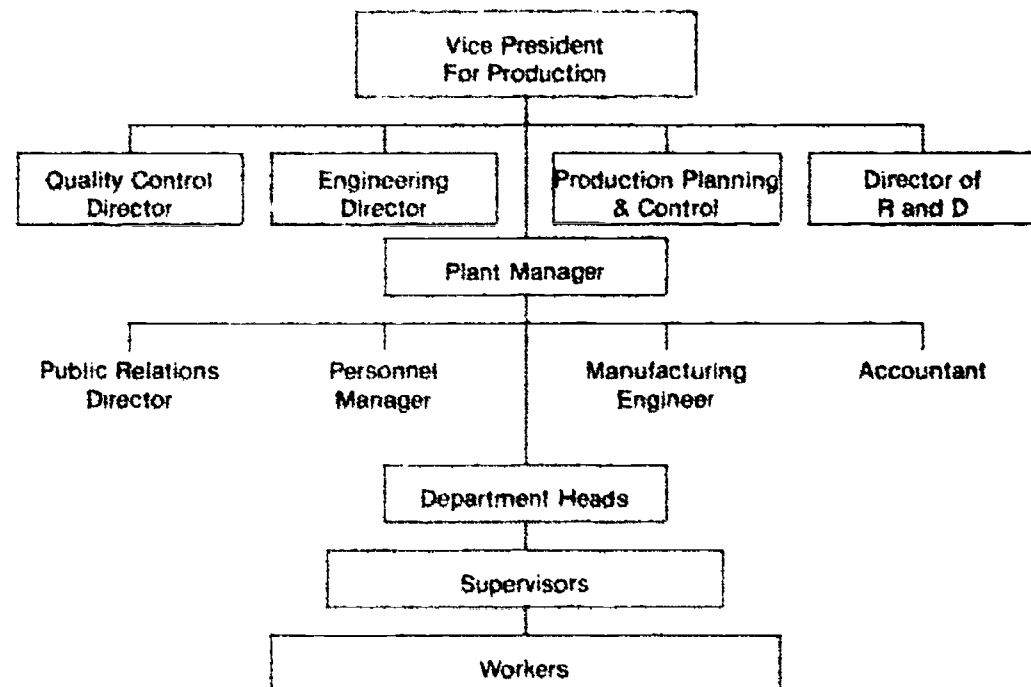 Vice President
For Production
Quality Control
Director
Engineering
Director
Production Planning
& Control
Director of
R and D
Plant Manager
Public Relations
Director
Personnel
Manager
Manufacturing
Engineer
Accountant
Department Heads
Supervisors
Workers